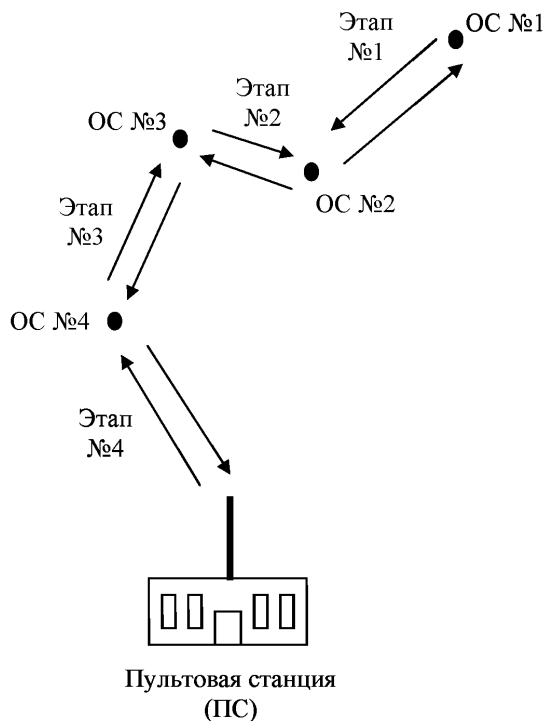 Этап
№1
ОС №1
Этап
№2
ОС №3
ОС №2
Этап
№3
ОС №4
Этап
№4
Пультовая станция
(ПС)